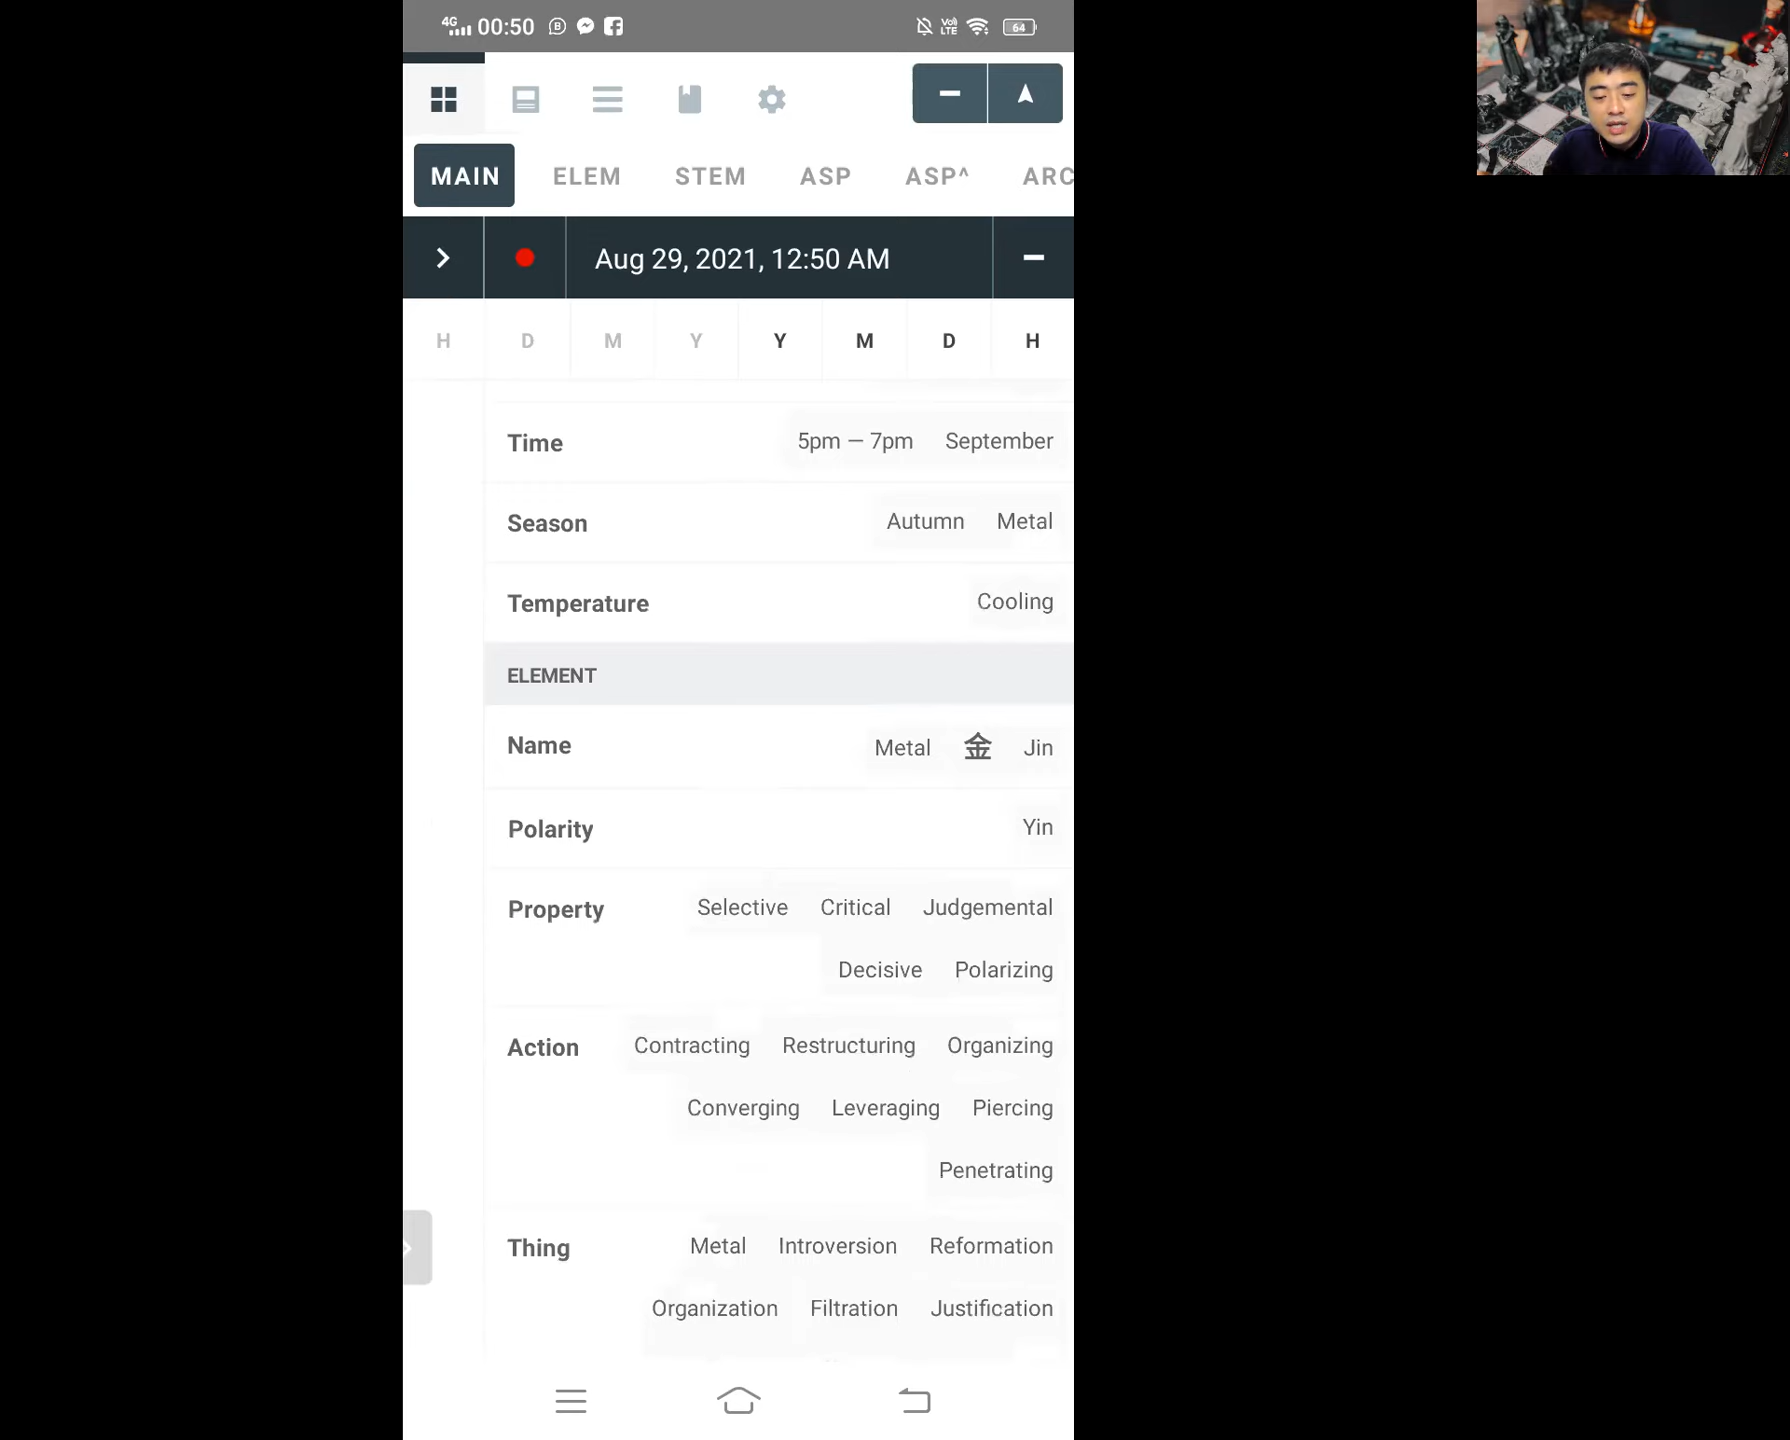 4G 00:50 VoLTE 64
MAIN ELEM STEM ASP ASP^ ARC
Aug 29, 2021, 12:50 AM
H D M Y Y M D H
Time 5pm — 7pm September
Season Autumn Metal
Temperature Cooling
ELEMENT
Name Metal 金 Jin
Polarity Yin
Property Selective Critical Judgemental
Decisive Polarizing
Action Contracting Restructuring Organizing
Converging Leveraging Piercing
Penetrating
Thing Metal Introversion Reformation
Organization Filtration Justification